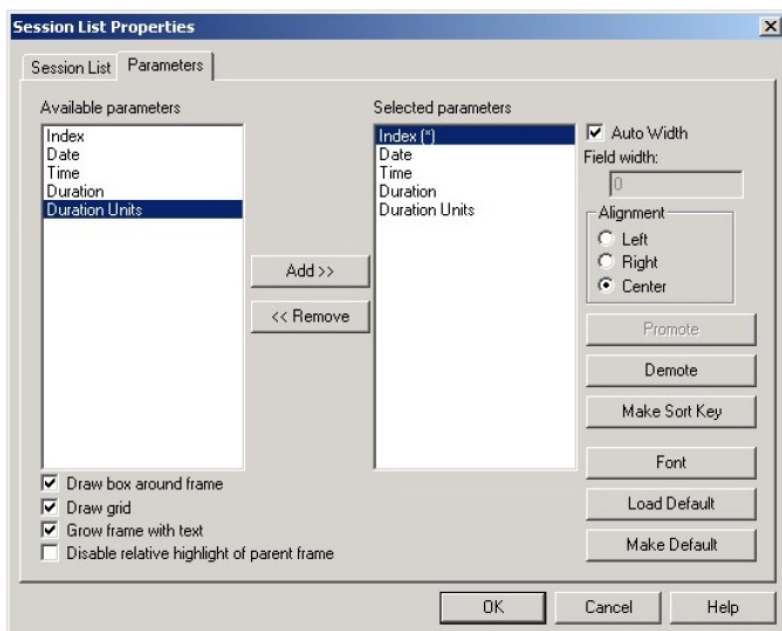 Session List Properties
Session List
Parameters
Available parameters
Index
Date
Time
Duration
Duration Units
Add >>
<< Remove
Selected parameters
Index (*)
Date
Time
Duration
Duration Units
Auto Width
Field width:
0
Alignment
Left
Right
Center
Promote
Demote
Make Sort Key
Font
Load Default
Make Default
Draw box around frame
Draw grid
Grow frame with text
Disable relative highlight of parent frame
OK
Cancel
Help